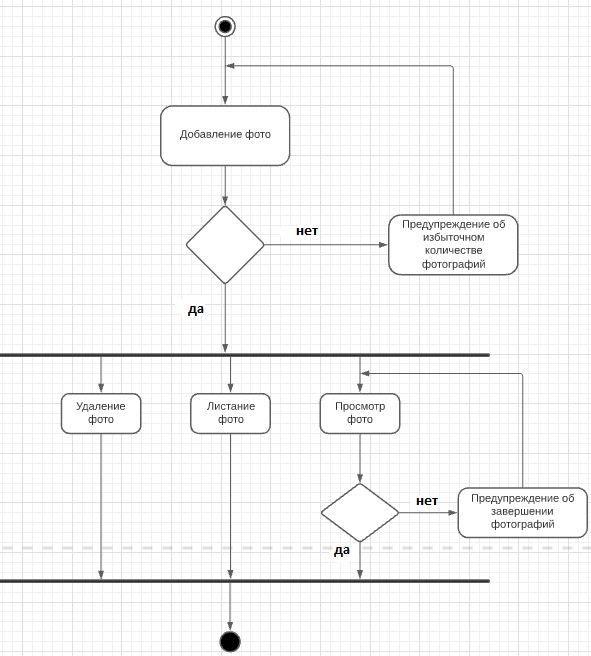 Добавление фото
нет
Предупреждение об
избыточном
количестве
фотографий
да
Удаление
фото
Листание
фото
Просмотр
фото
нет
Предупреждение об
завершении
фотографий
да